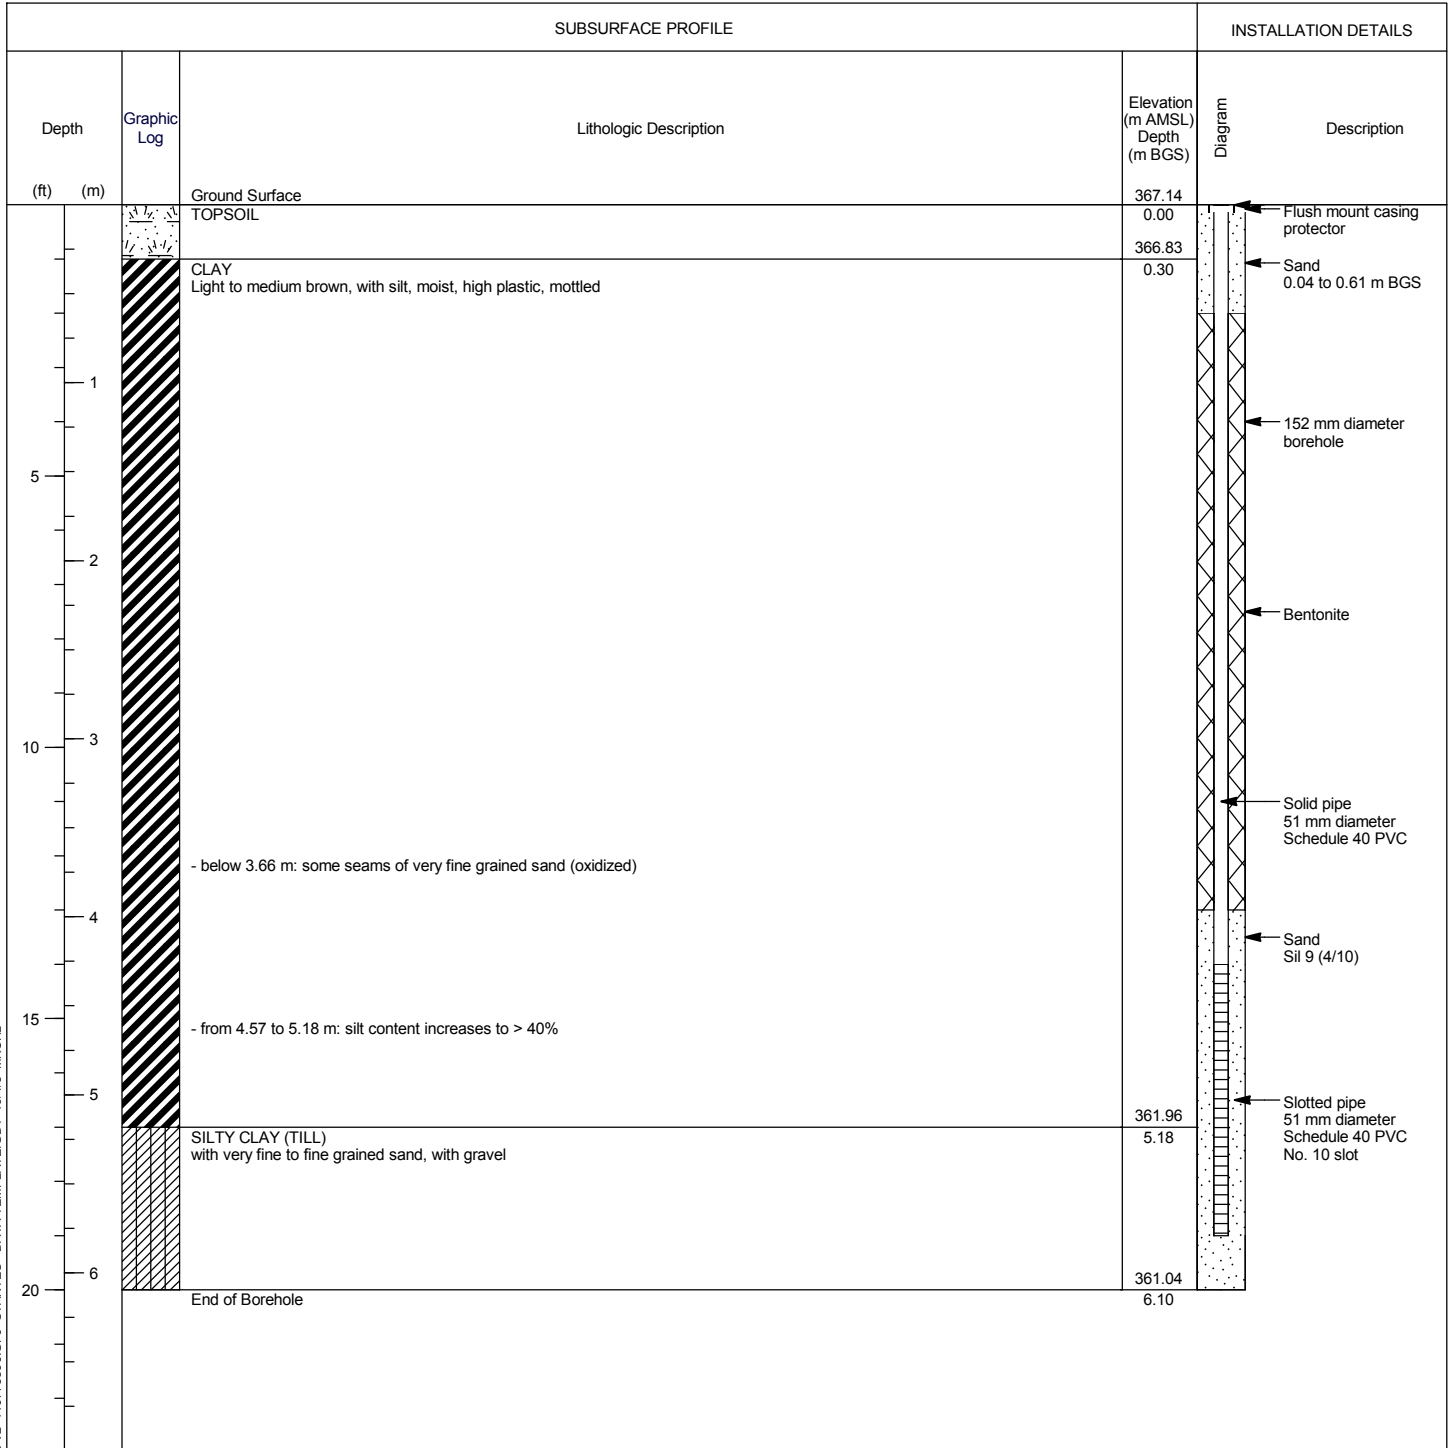 SUBSURFACE PROFILE
INSTALLATION DETAILS
Depth
Graphic
Log
Lithologic Description
Elevation
(m AMSL)
Depth
(m BGS)
Diagram
Description
(ft) (m)
Ground Surface
367.14
TOPSOIL
0.00
Flush mount casing
protector
366.83
CLAY
0.30
Light to medium brown, with silt, moist, high plastic, mottled
Sand
0.04 to 0.61 m BGS
1
152 mm diameter
borehole
5
2
Bentonite
10
3
Solid pipe
51 mm diameter
Schedule 40 PVC
- below 3.66 m: some seams of very fine grained sand (oxidized)
4
Sand
Sil 9 (4/10)
15
- from 4.57 to 5.18 m: silt content increases to > 40%
5
361.96
Slotted pipe
51 mm diameter
Schedule 40 PVC
No. 10 slot
SILTY CLAY (TILL)
5.18
with very fine to fine grained sand, with gravel
6
361.04
20
End of Borehole
6.10